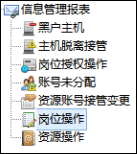 信息管理报表
黑户主机
主机脱离接管
岗位授权操作
账号未分配
资源账号接管变更
岗位操作
资源操作